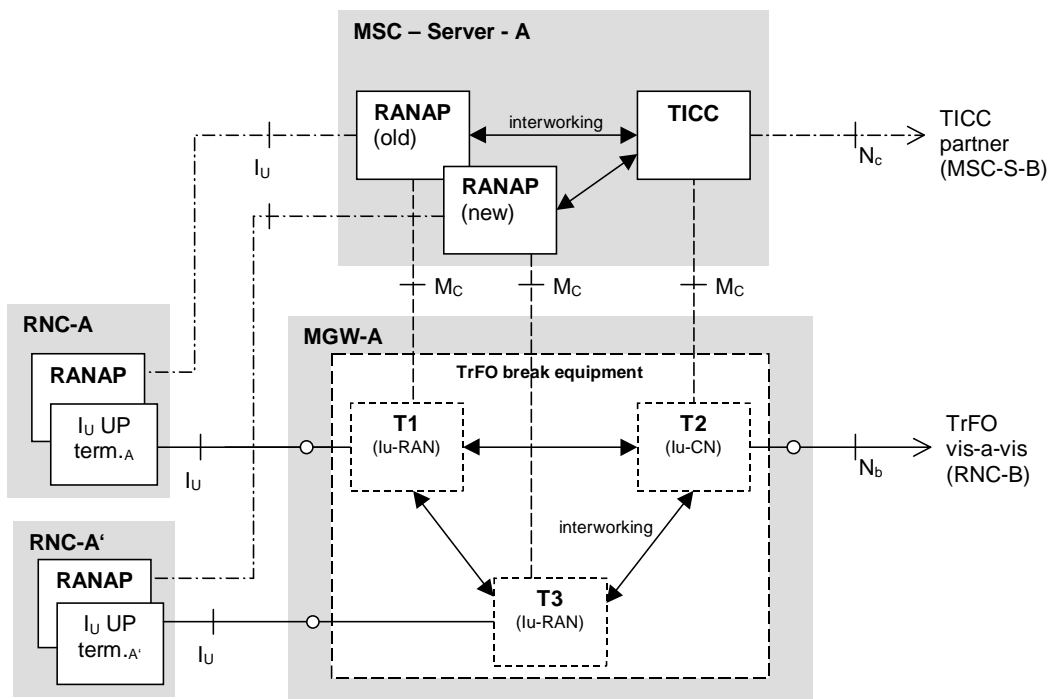 MSC – Server - A
RANAP
(old)
interworking
TICC
TICC
partner
(MSC-S-B)
IU
NC
RANAP
(new)
IU
MC
MC
MC
RNC-A
RANAP
IU UP
term.A
IU
MGW-A
TrFO break equipment
T1
(Iu-RAN)
T2
(Iu-CN)
TrFO
vis-a-vis
(RNC-B)
Nb
interworking
RNC-A‘
RANAP
IU UP
term.A‘
IU
T3
(Iu-RAN)